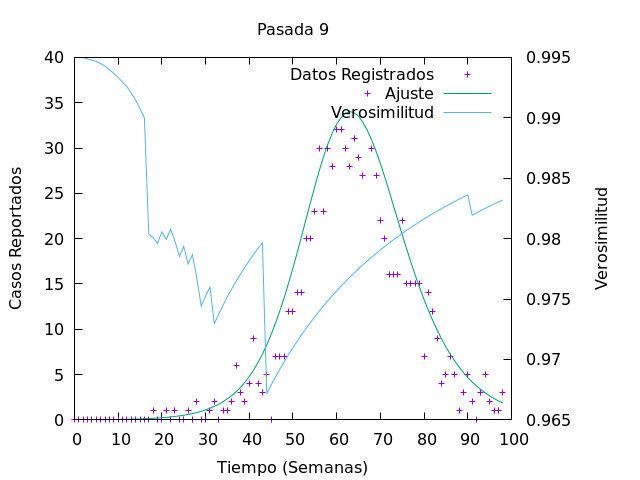 Pasada 9
40
35
30
25
20
15
10
5
0
Casos Reportados
0.995
0.99
0.985
0.98
0.975
0.97
0.965
Verosimilitud
Datos Registrados
Ajuste
Verosimilitud
0 10 20 30 40 50 60 70 80 90 100
Tiempo (Semanas)